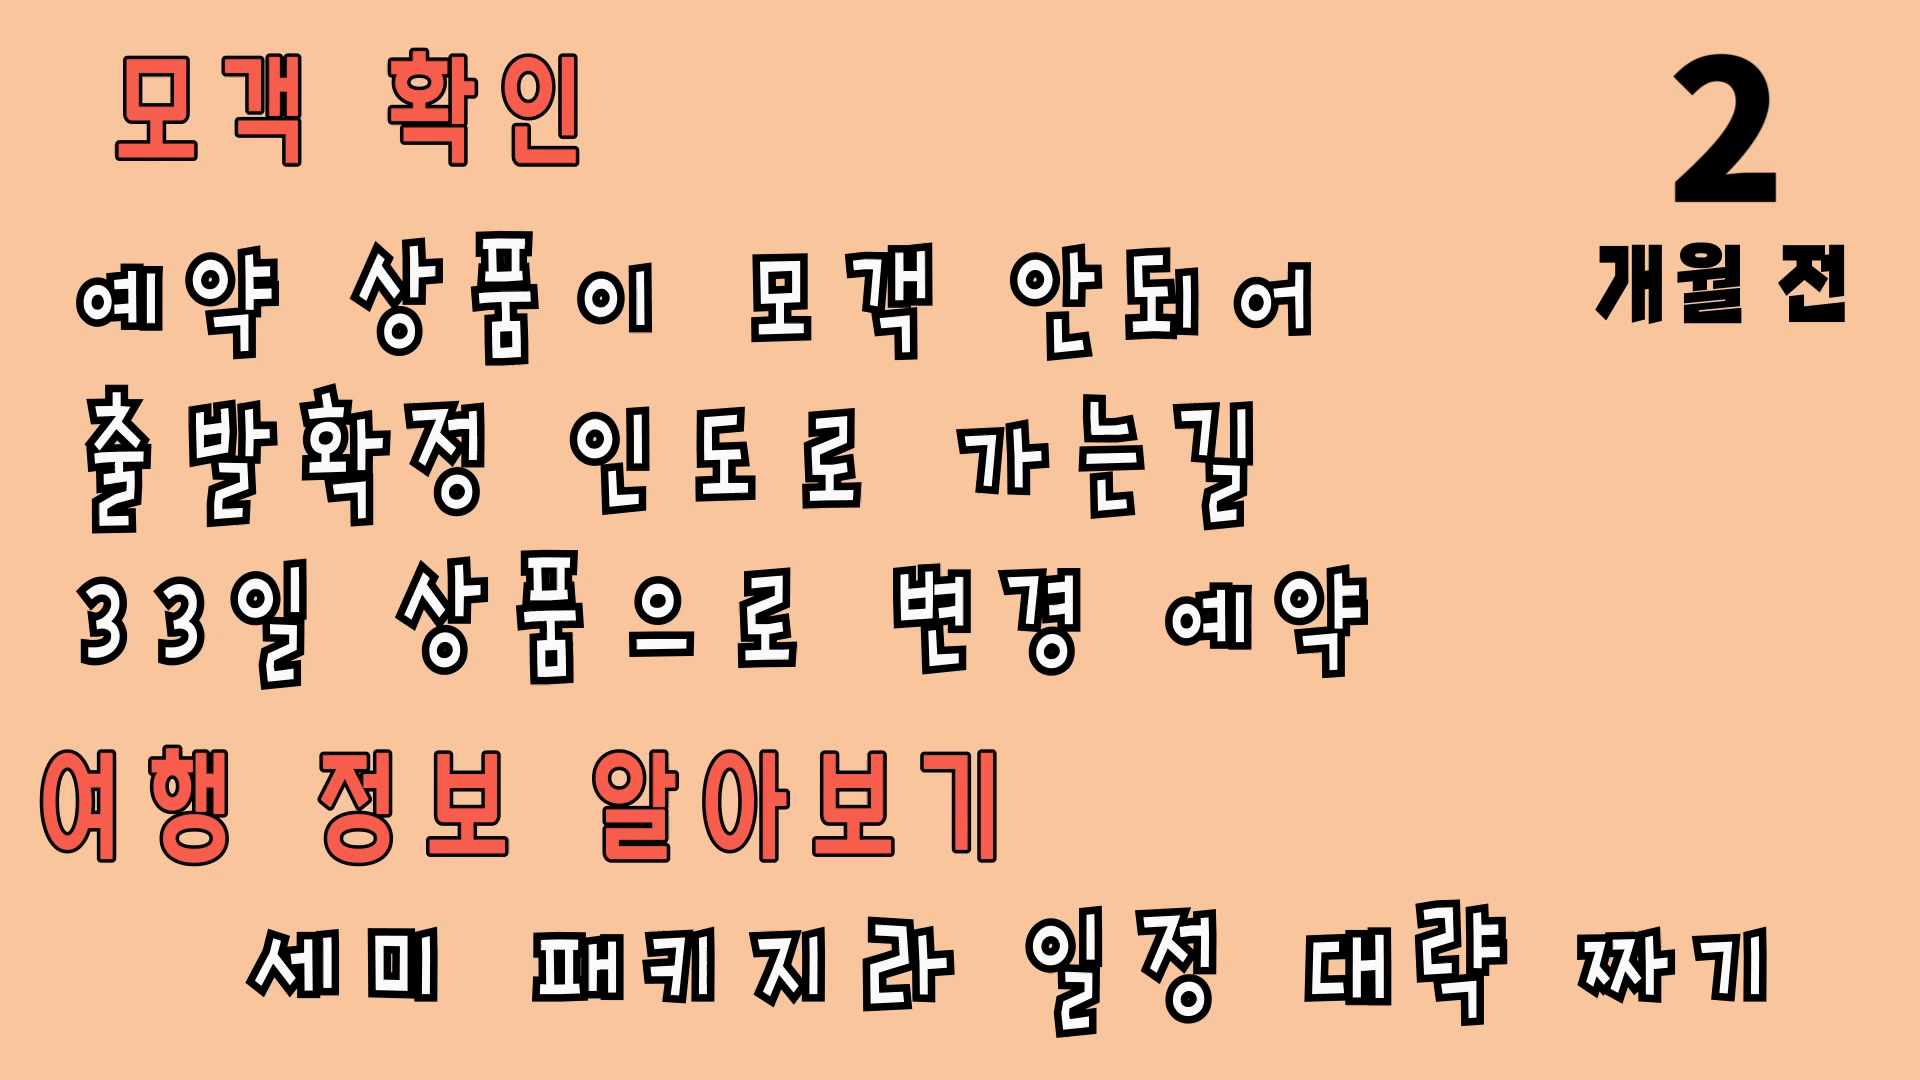 모객 확인
2
개월 전
예약 상품이 모객 안되어
출발확정 인도로 가는길
33일 상품으로 변경 예약
여행 정보 알아보기
세미 패키지라 일정 대략 짜기